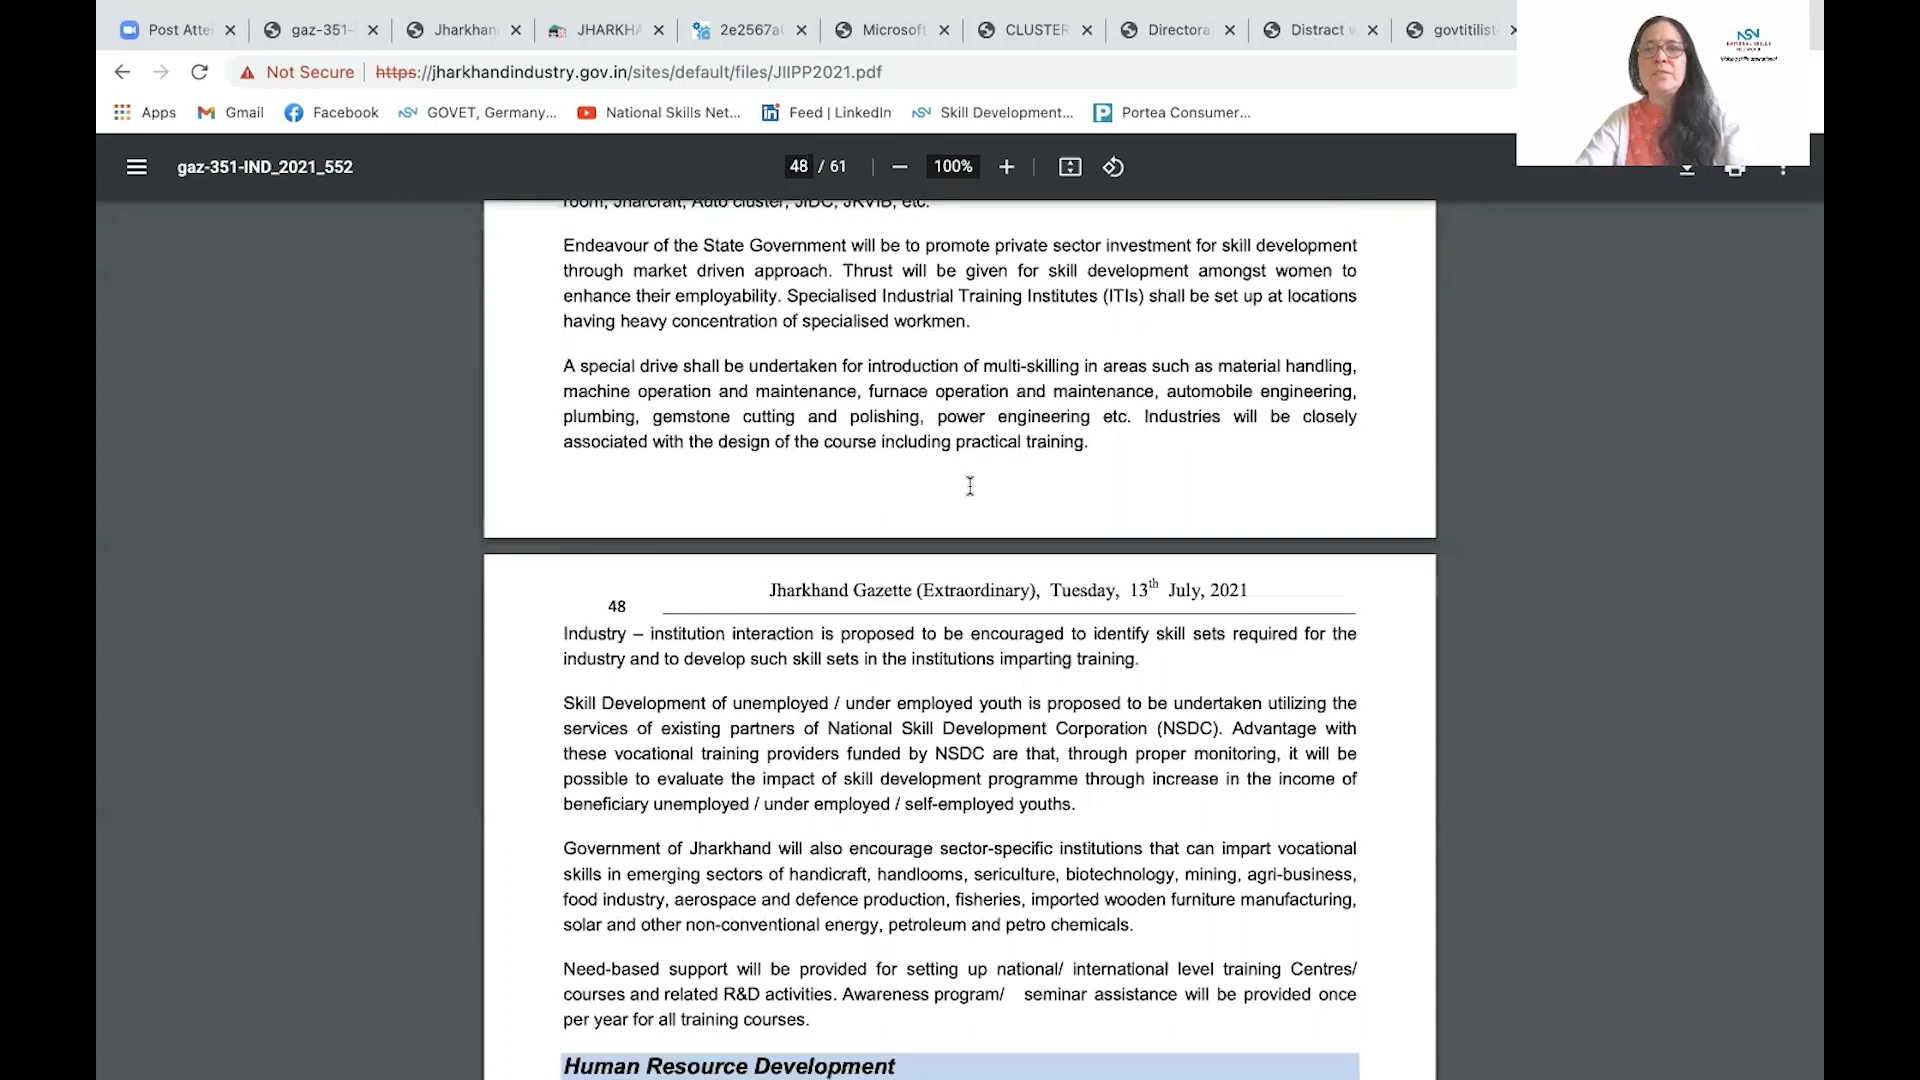 Post Atte
gaz-351-
Jharkhan
JHARKHA
2e2567a
Microsoft
CLUSTER
Directora
Distract
govtitilist
Not Secure
https://jharkhandindustry.gov.in/sites/default/files/JIIPP2021.pdf
NSN
NATIONAL SKILLS
NETWORK
Apps
Gmail
Facebook
GOVET, Germany...
National Skills Net...
Feed | LinkedIn
Skill Development...
Portea Consumer...
gaz-351-IND_2021_552
48 / 61
100%
room, Jharcraft, Auto cluster, JIDC, JKVIB, etc.
Endeavour of the State Government will be to promote private sector investment for skill development
through market driven approach. Thrust will be given for skill development amongst women to
enhance their employability. Specialised Industrial Training Institutes (ITIs) shall be set up at locations
having heavy concentration of specialised workmen.
A special drive shall be undertaken for introduction of multi-skilling in areas such as material handling,
machine operation and maintenance, furnace operation and maintenance, automobile engineering,
plumbing, gemstone cutting and polishing, power engineering etc. Industries will be closely
associated with the design of the course including practical training.
Jharkhand Gazette (Extraordinary), Tuesday, 13th July, 2021
48
Industry – institution interaction is proposed to be encouraged to identify skill sets required for the
industry and to develop such skill sets in the institutions imparting training.
Skill Development of unemployed / under employed youth is proposed to be undertaken utilizing the
services of existing partners of National Skill Development Corporation (NSDC). Advantage with
these vocational training providers funded by NSDC are that, through proper monitoring, it will be
possible to evaluate the impact of skill development programme through increase in the income of
beneficiary unemployed / under employed / self-employed youths.
Government of Jharkhand will also encourage sector-specific institutions that can impart vocational
skills in emerging sectors of handicraft, handlooms, sericulture, biotechnology, mining, agri-business,
food industry, aerospace and defence production, fisheries, imported wooden furniture manufacturing,
solar and other non-conventional energy, petroleum and petro chemicals.
Need-based support will be provided for setting up national/ international level training Centres/
courses and related R&D activities. Awareness program/ seminar assistance will be provided once
per year for all training courses.
Human Resource Development